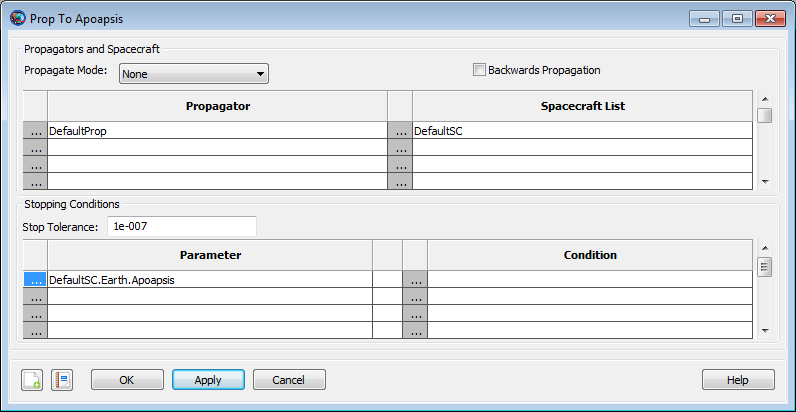 Prop To Apoapsis
Propagators and Spacecraft
Propagate Mode: None Backwards Propagation
Propagator Spacecraft List
... DefaultProp ... DefaultSC
... ...
... ...
... ...
Stopping Conditions
Stop Tolerance: 1e-007
Parameter Condition
... DefaultSC.Earth.Apoapsis ...
... ...
... ...
... ...
OK Apply Cancel Help